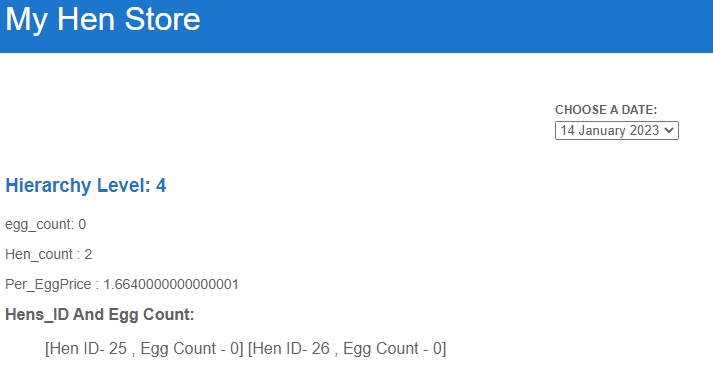 My Hen Store
CHOOSE A DATE:
14 January 2023
Hierarchy Level: 4
egg_count: 0
Hen_count : 2
Per_EggPrice : 1.6640000000000001
Hens_ID And Egg Count:
[Hen ID- 25 , Egg Count - 0] [Hen ID- 26 , Egg Count - 0]